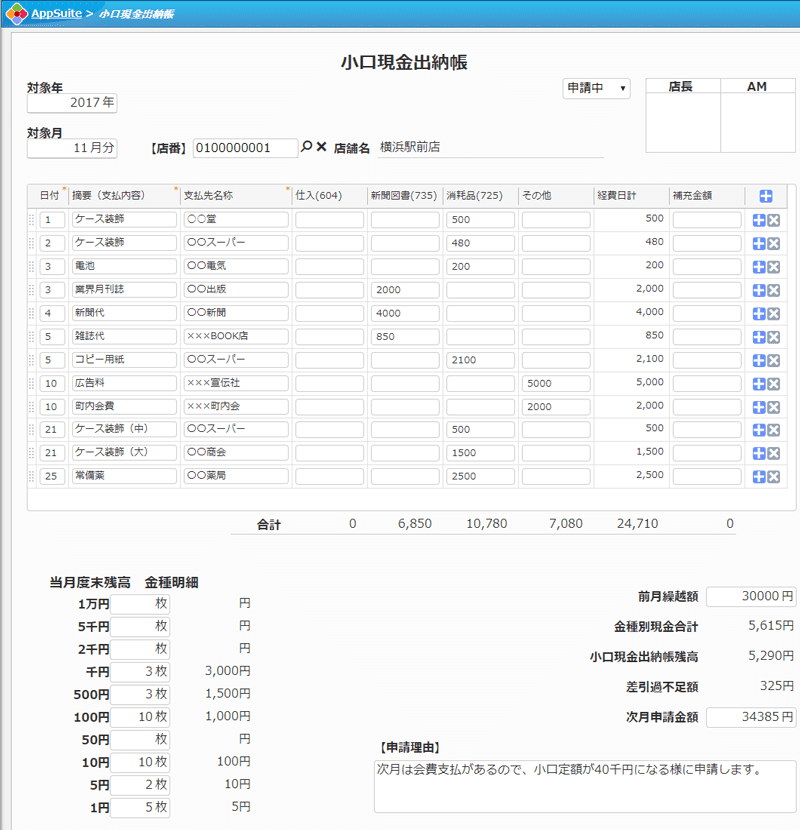 AppSuite > 小口現金出納帳
小口現金出納帳
対象年
2017 年
申請中
店長 AM
対象月
11 月分 【店番】 0100000001 店舗名 横浜駅前店
日付* 摘要（支払内容）* 支払先名称* 仕入(604) 新聞図書(735) 消耗品(725) その他 経費日計 補充金額
1 ケース装飾 〇〇堂 500 500
2 ケース装飾 〇〇スーパー 480 480
3 電池 〇〇電気 200 200
3 業界月刊誌 〇〇出版 2000 2,000
4 新聞代 〇〇新聞 4000 4,000
5 雑誌代 ×××BOOK店 850 850
5 コピー用紙 〇〇スーパー 2100 2,100
10 広告料 ×××宣伝社 5000 5,000
10 町内会費 ×××町内会 2000 2,000
21 ケース装飾（中） 〇〇スーパー 500 500
21 ケース装飾（大） 〇〇商会 1500 1,500
25 常備薬 〇〇薬局 2500 2,500
合計 0 6,850 10,780 7,080 24,710 0
当月度末残高 金種明細
1万円 枚 円
5千円 枚 円
2千円 枚 円
千円 3 枚 3,000円
500円 3 枚 1,500円
100円 10 枚 1,000円
50円 枚 円
10円 10 枚 100円
5円 2 枚 10円
1円 5 枚 5円
前月繰越額 30000 円
金種別現金合計 5,615円
小口現金出納帳残高 5,290円
差引過不足額 325円
次月申請金額 34385 円
【申請理由】
次月は会費支払があるので、小口定額が40千円になる様に申請します。